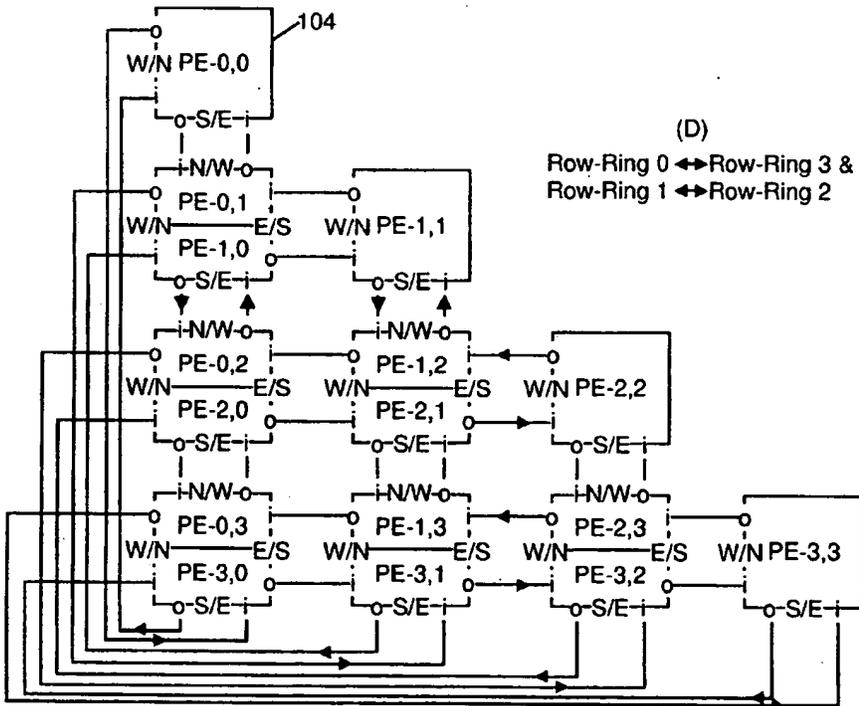 104
W/N PE-0,0
o S/E i
(D)
Row-Ring 0 ◄►Row-Ring 3 &
Row-Ring 1 ◄►Row-Ring 2
i N/W o
o PE-0,1 i o
W/N E/S W/N PE-1,1
i PE-1,0 o i
o S/E i o S/E i
i N/W o i N/W o
o PE-0,2 i o PE-1,2 i o
W/N E/S W/N E/S W/N PE-2,2
i PE-2,0 o i PE-2,1 o i
o S/E i o S/E i o S/E i
i N/W o i N/W o i N/W o
o PE-0,3 i o PE-1,3 i o PE-2,3 i o
W/N E/S W/N E/S W/N E/S W/N PE-3,3
i PE-3,0 o i PE-3,1 o i PE-3,2 o i
o S/E i o S/E i o S/E i o S/E i